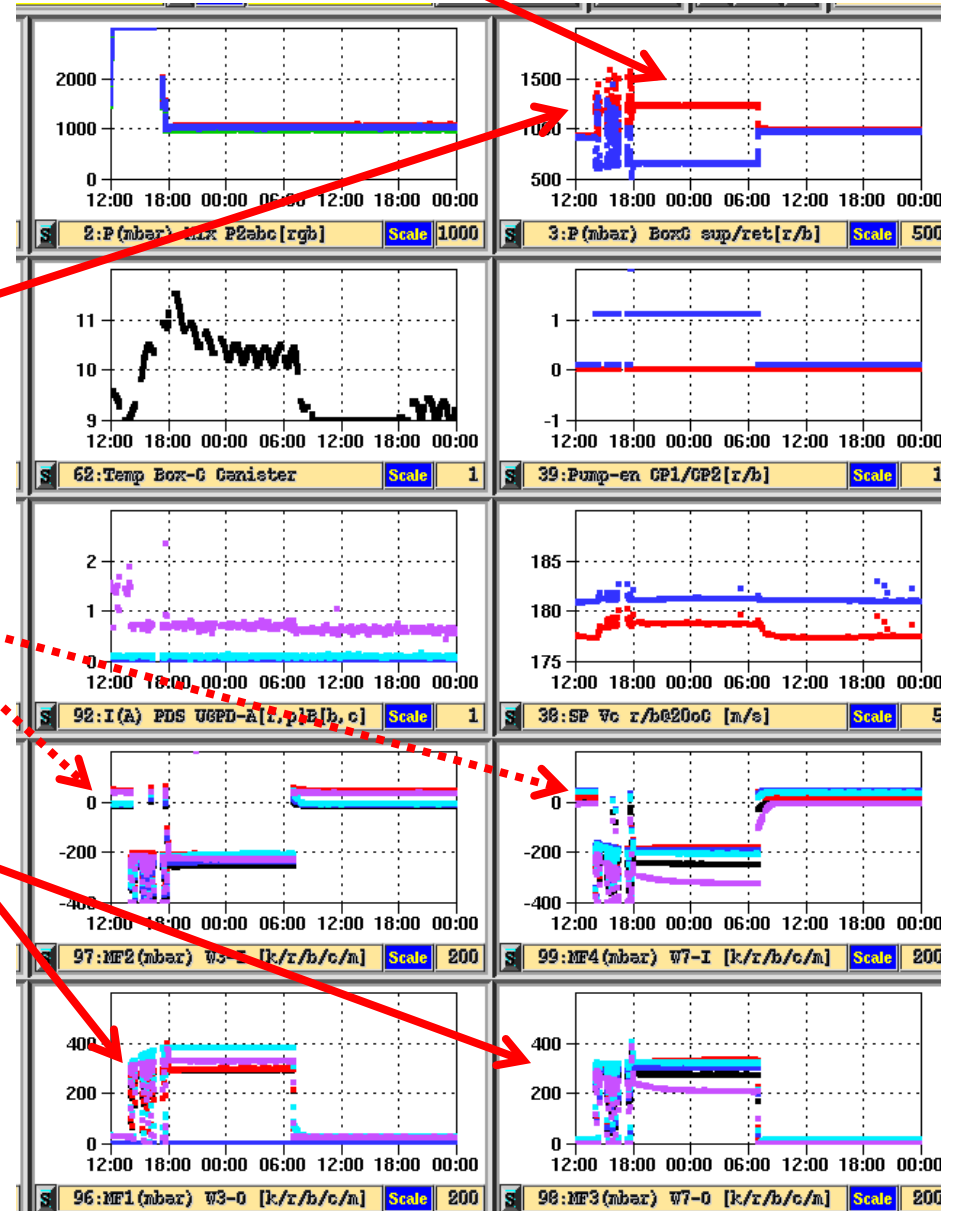 2000
1000
0
12:00 18:00 00:00 06:00 12:00 18:00 00:00
S 2:P(mbar) Mix P2abc[rgb] Scale 1000
1500
1000
500
12:00 18:00 00:00 06:00 12:00 18:00 00:00
S 3:P(mbar) BoxC sup/ret[r/b] Scale 500
11
10
9
12:00 18:00 00:00 06:00 12:00 18:00 00:00
S 62:Temp Box-C Canister Scale 1
1
0
-1
12:00 18:00 00:00 06:00 12:00 18:00 00:00
S 39:Pump-en CP1/CP2[r/b] Scale 1
2
1
0
12:00 18:00 00:00 06:00 12:00 18:00 00:00
S 92:I(A) PDS UGPD-A[r,p]B[b,c] Scale 1
185
180
175
12:00 18:00 00:00 06:00 12:00 18:00 00:00
S 38:SP Vc r/b@20oC [m/s] Scale 5
0
-200
-400
12:00 18:00 00:00 06:00 12:00 18:00 00:00
S 97:MF2(mbar) W3-I [k/r/b/c/m] Scale 200
0
-200
-400
12:00 18:00 00:00 06:00 12:00 18:00 00:00
S 99:MF4(mbar) W7-I [k/r/b/c/m] Scale 200
400
200
0
12:00 18:00 00:00 06:00 12:00 18:00 00:00
S 96:MF1(mbar) W3-O [k/r/b/c/m] Scale 200
400
200
0
12:00 18:00 00:00 06:00 12:00 18:00 00:00
S 98:MF3(mbar) W7-O [k/r/b/c/m] Scale 200